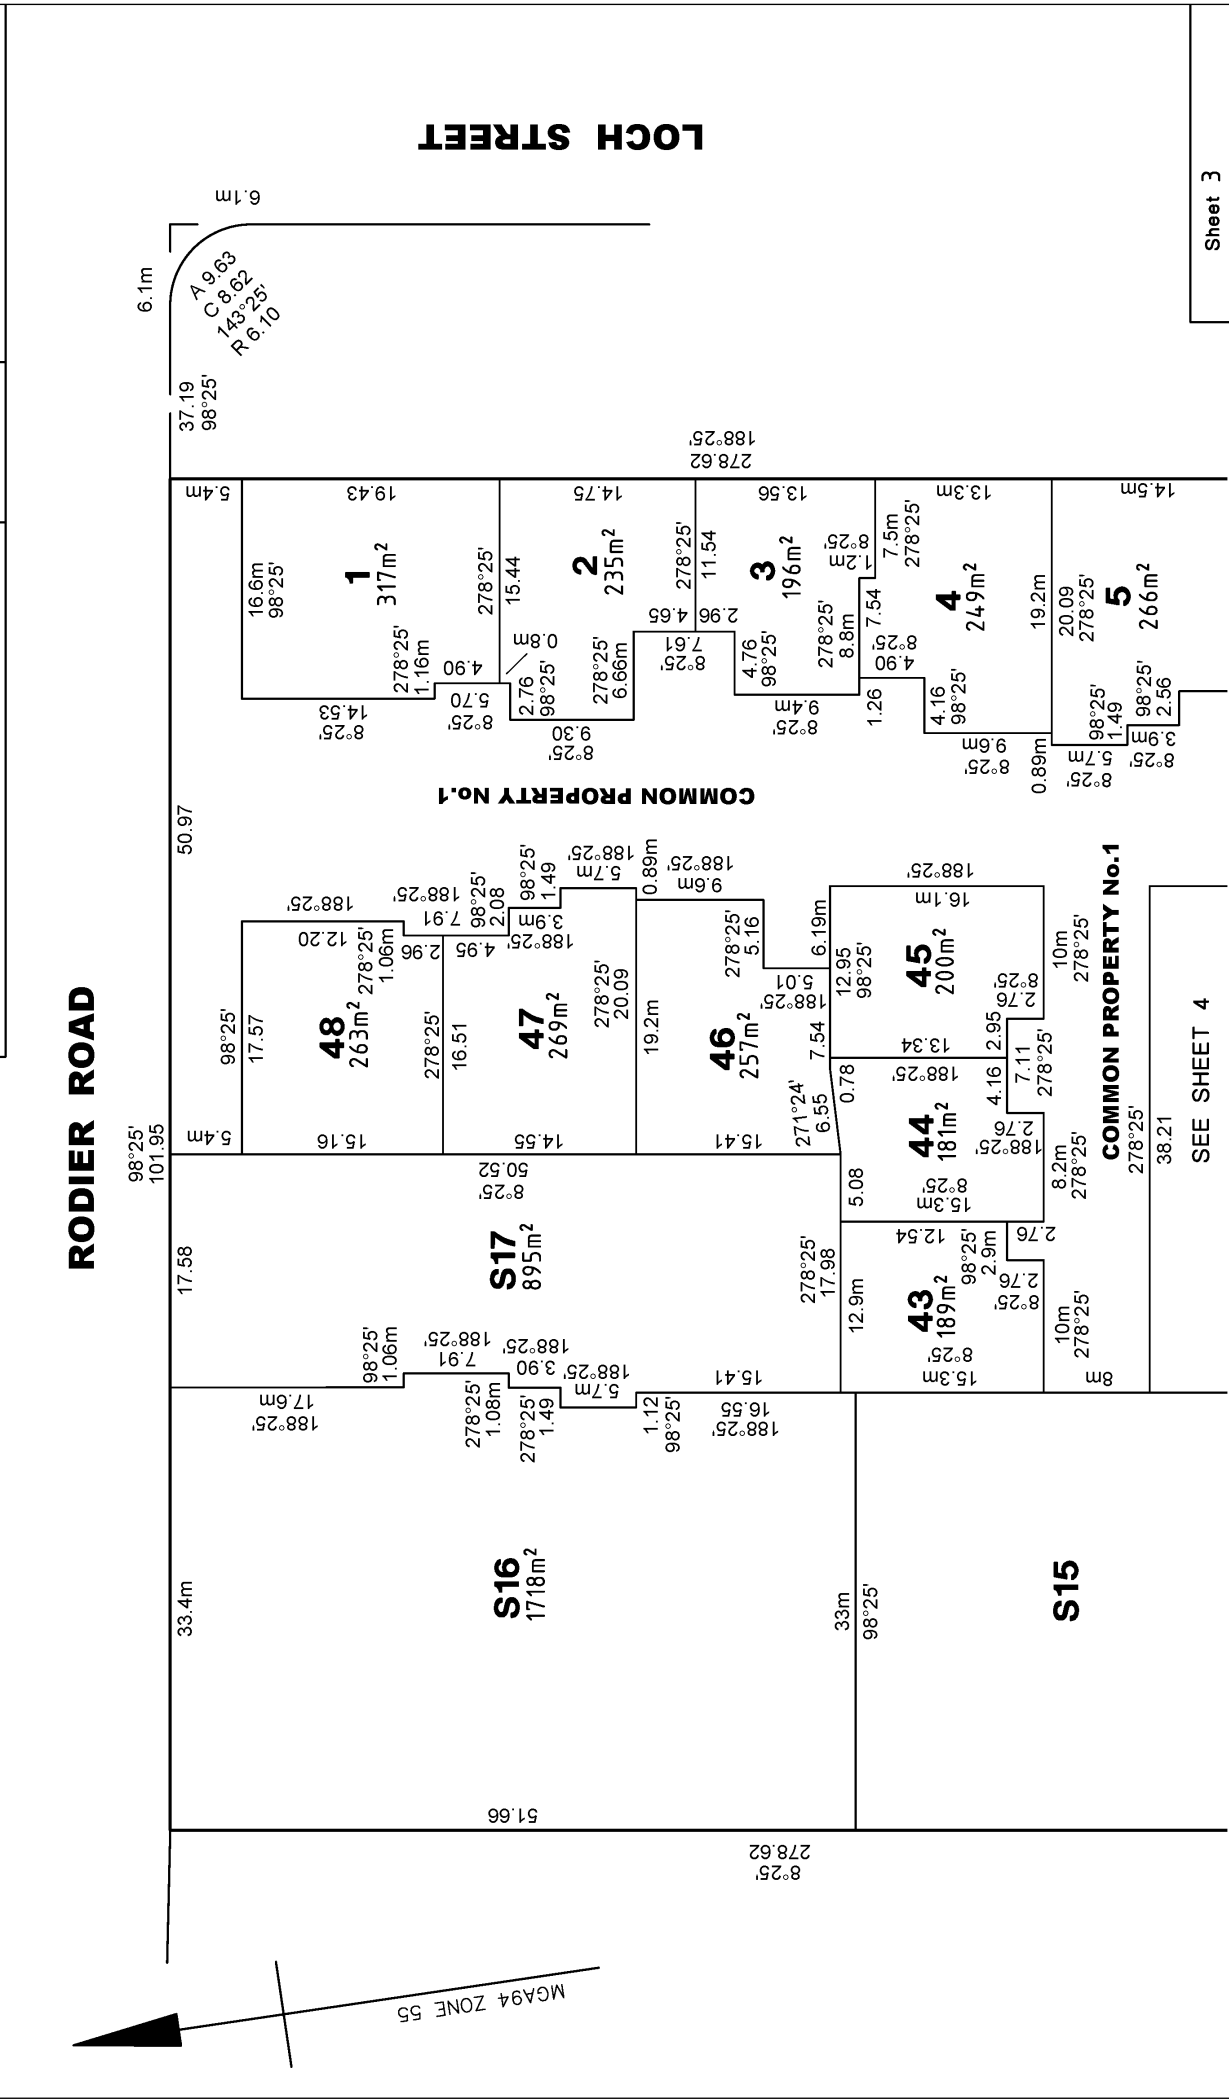 RODIER ROAD
LOCH STREET
6.1m
6.1m
A 9.63
C 8.62
143°25'
R 6.10
37.19
98°25'
98°25'
101.95
50.97
17.58
33.4m
278.62
188°25'
5.4m
16.6m
98°25'
19.43
1
317m²
14.53
8°25'
278°25'
1.16m
4.90
5.70
8°25'
278°25'
15.44
0.8m
2.76
98°25'
14.75
2
235m²
9.30
8°25'
278°25'
6.66m
4.65
7.61
8°25'
278°25'
11.54
2.96
13.56
3
196m²
4.76
98°25'
9.4m
8°25'
278°25'
8.8m
1.2m
8°25'
7.54
7.5m
278°25'
1.26
4.90
8°25'
13.3m
4
249m²
4.16
98°25'
9.6m
8°25'
0.89m
19.2m
20.09
278°25'
14.5m
5
266m²
5.7m
8°25'
98°25'
1.49
3.9m
8°25'
98°25'
2.56
COMMON PROPERTY No.1
5.4m
98°25'
17.57
188°25'
12.20
48
263m²
278°25'
1.06m
2.96
7.91
188°25'
15.16
278°25'
16.51
4.95
98°25'
2.08
3.9m
188°25'
98°25'
1.49
5.7m
188°25'
47
269m²
14.55
278°25'
20.09
19.2m
0.89m
9.6m
188°25'
278°25'
5.16
5.01
188°25'
6.19m
46
257m²
15.41
7.54
271°24'
6.55
12.95
98°25'
16.1m
188°25'
45
200m²
13.34
188°25'
2.95
2.76
8°25'
10m
278°25'
0.78
5.08
44
181m²
15.3m
8°25'
4.16
7.11
278°25'
2.76
188°25'
8.2m
278°25'
12.54
2.76
98°25'
2.9m
2.76
8°25'
43
189m²
8°25'
15.3m
12.9m
10m
278°25'
8m
COMMON PROPERTY No.1
278°25'
38.21
SEE SHEET 4
50.52
8°25'
S17
895m²
278°25'
17.98
17.6m
188°25'
98°25'
1.06m
7.91
188°25'
278°25'
1.08m
3.90
188°25'
278°25'
1.49
5.7m
188°25'
1.12
98°25'
15.41
16.55
188°25'
S16
1718m²
51.66
33m
98°25'
S15
278.62
8°25'
MGA94 ZONE 55
Sheet 3